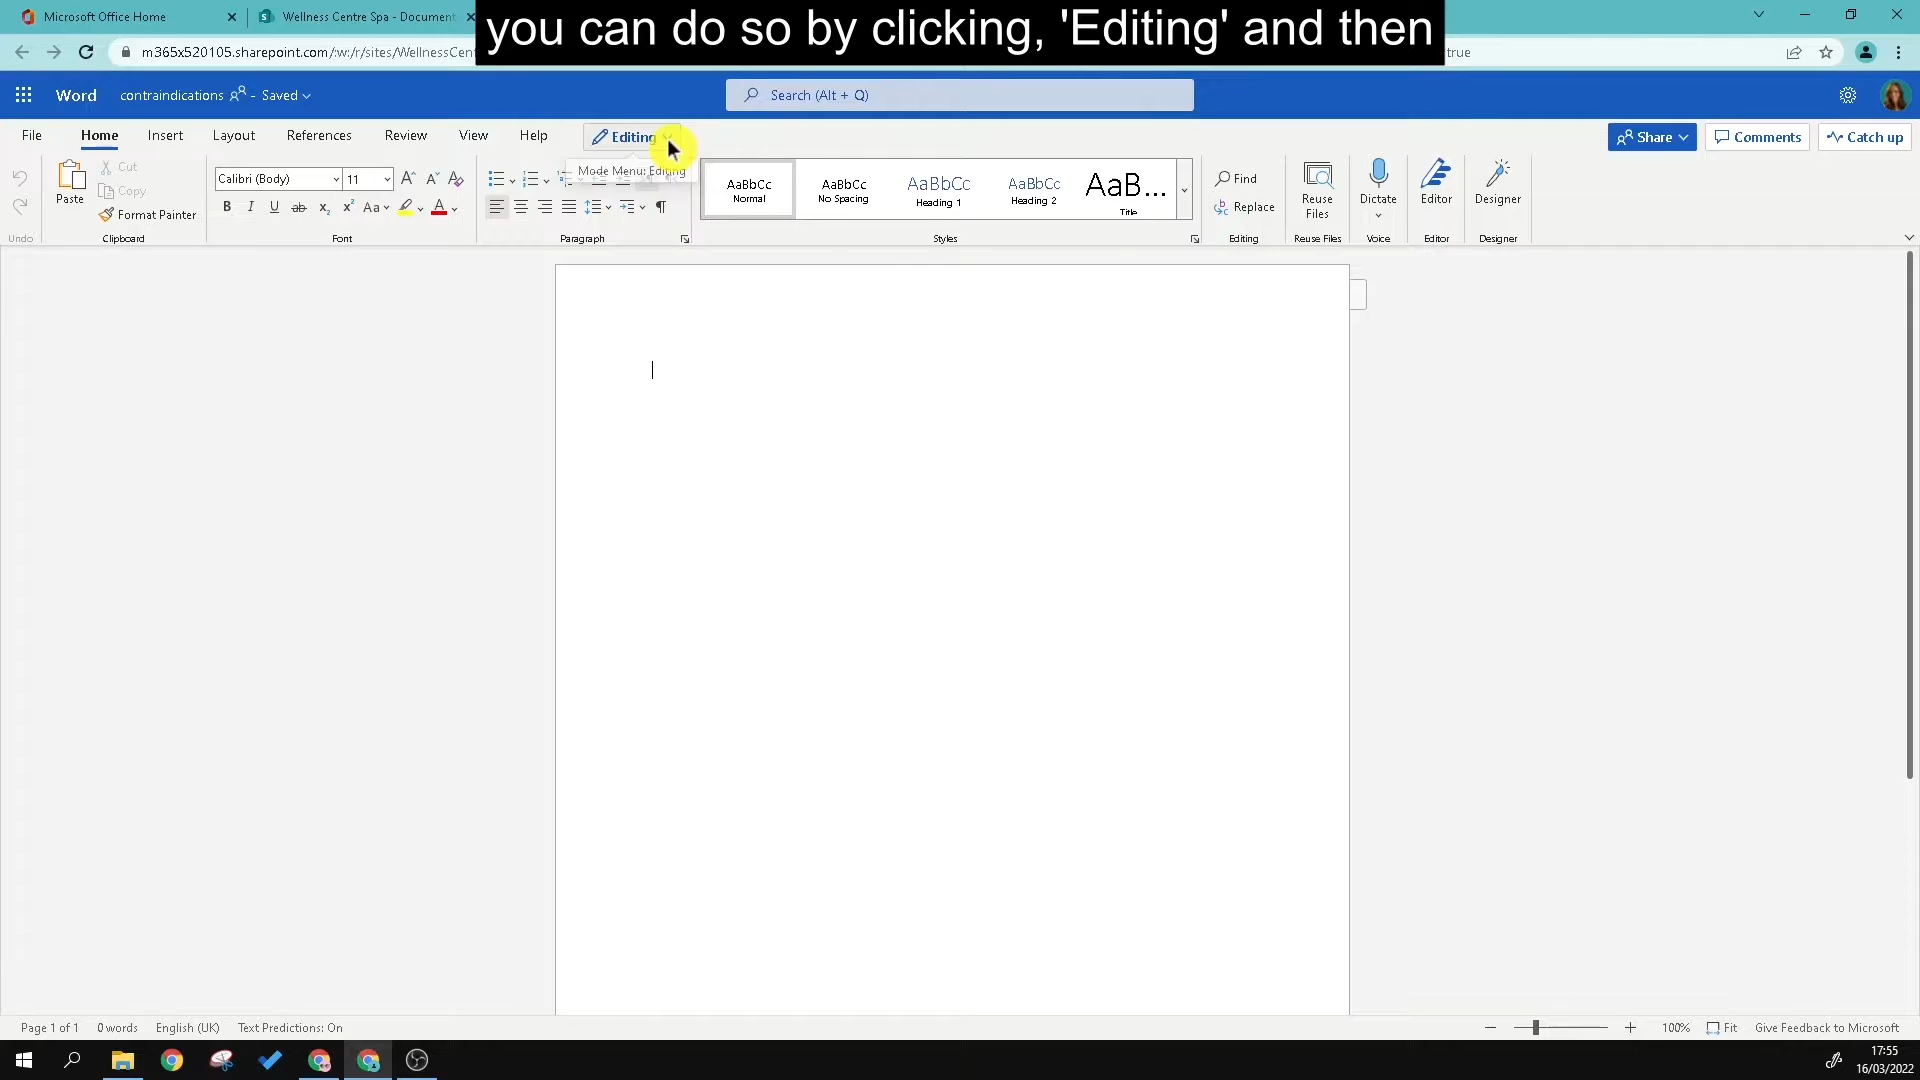 Microsoft Office Home
Wellness Centre Spa - Document
you can do so by clicking, 'Editing' and then
m365x520105.sharepoint.com/:w:/r/sites/WellnessCen
true
Word
contraindications
- Saved
Search (Alt + Q)
File
Home
Insert
Layout
References
Review
View
Help
Editing
Share
Comments
Catch up
Mode Menu: Editing
Paste
Cut
Copy
Format Painter
Calibri (Body)
11
AaBbCc
Normal
AaBbCc
No Spacing
AaBbCc
Heading 1
AaBbCc
Heading 2
AaB...
Title
Find
Replace
Reuse
Files
Dictate
Editor
Designer
Undo
Clipboard
Font
Paragraph
Styles
Editing
Reuse Files
Voice
Editor
Designer
Page 1 of 1
0 words
English (UK)
Text Predictions: On
100%
Fit
Give Feedback to Microsoft
17:55
16/03/2022